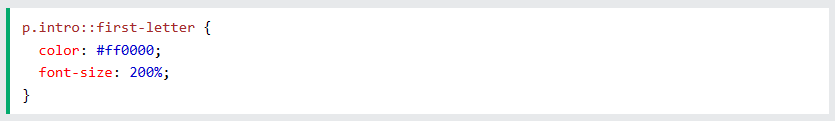 p.intro::first-letter {
  color: #ff0000;
  font-size: 200%;
}